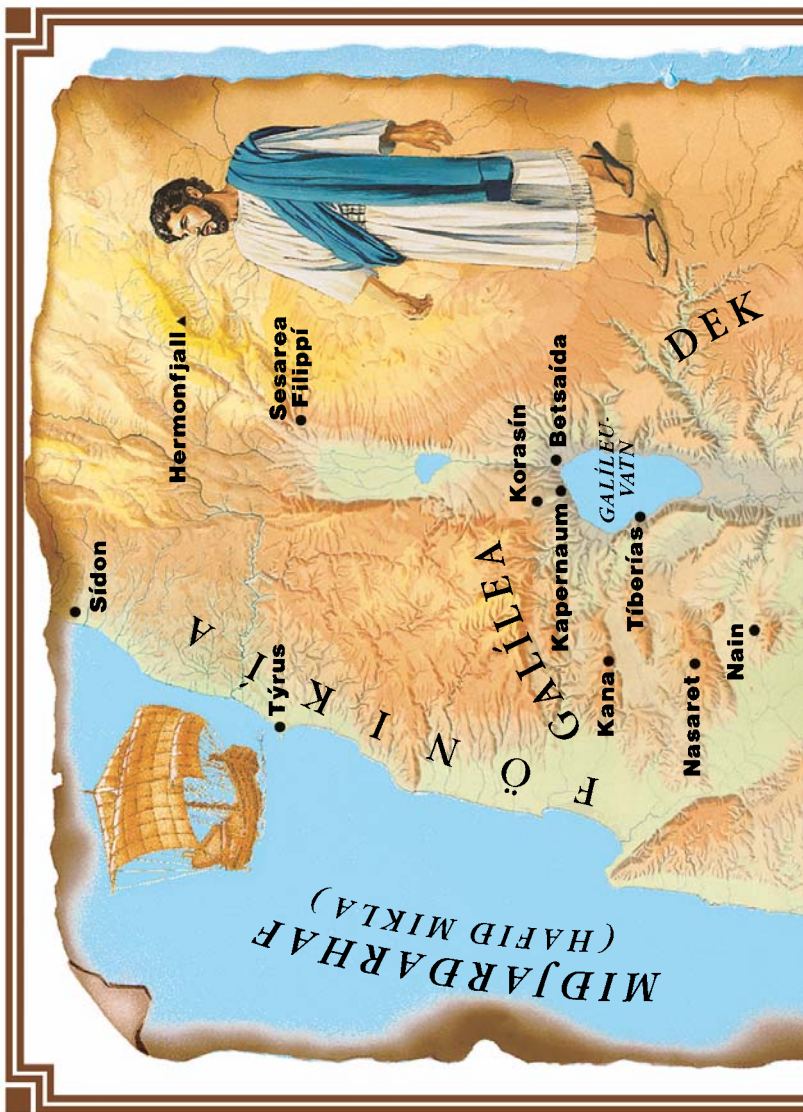 Sídon
Hermonfjall
Týrus
Sesarea
Filippí
FÖNIKÍA
GALÍLEA
Korasín
Kapernaum
Betsaída
GALÍLEU-
VATN
Kana
Tíberías
Nasaret
Nain
DEK
MIÐJARÐARHAF
(HAFIÐ MIKLA)